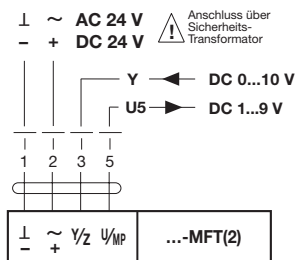 ⊥ ~ AC 24 V
– + DC 24 V
Anschluss über
Sicherheits-
Transformator
Y DC 0...10 V
U5 DC 1...9 V
1 2 3 5
⊥ ~ Y/Z U/MP ...-MFT(2)
– +